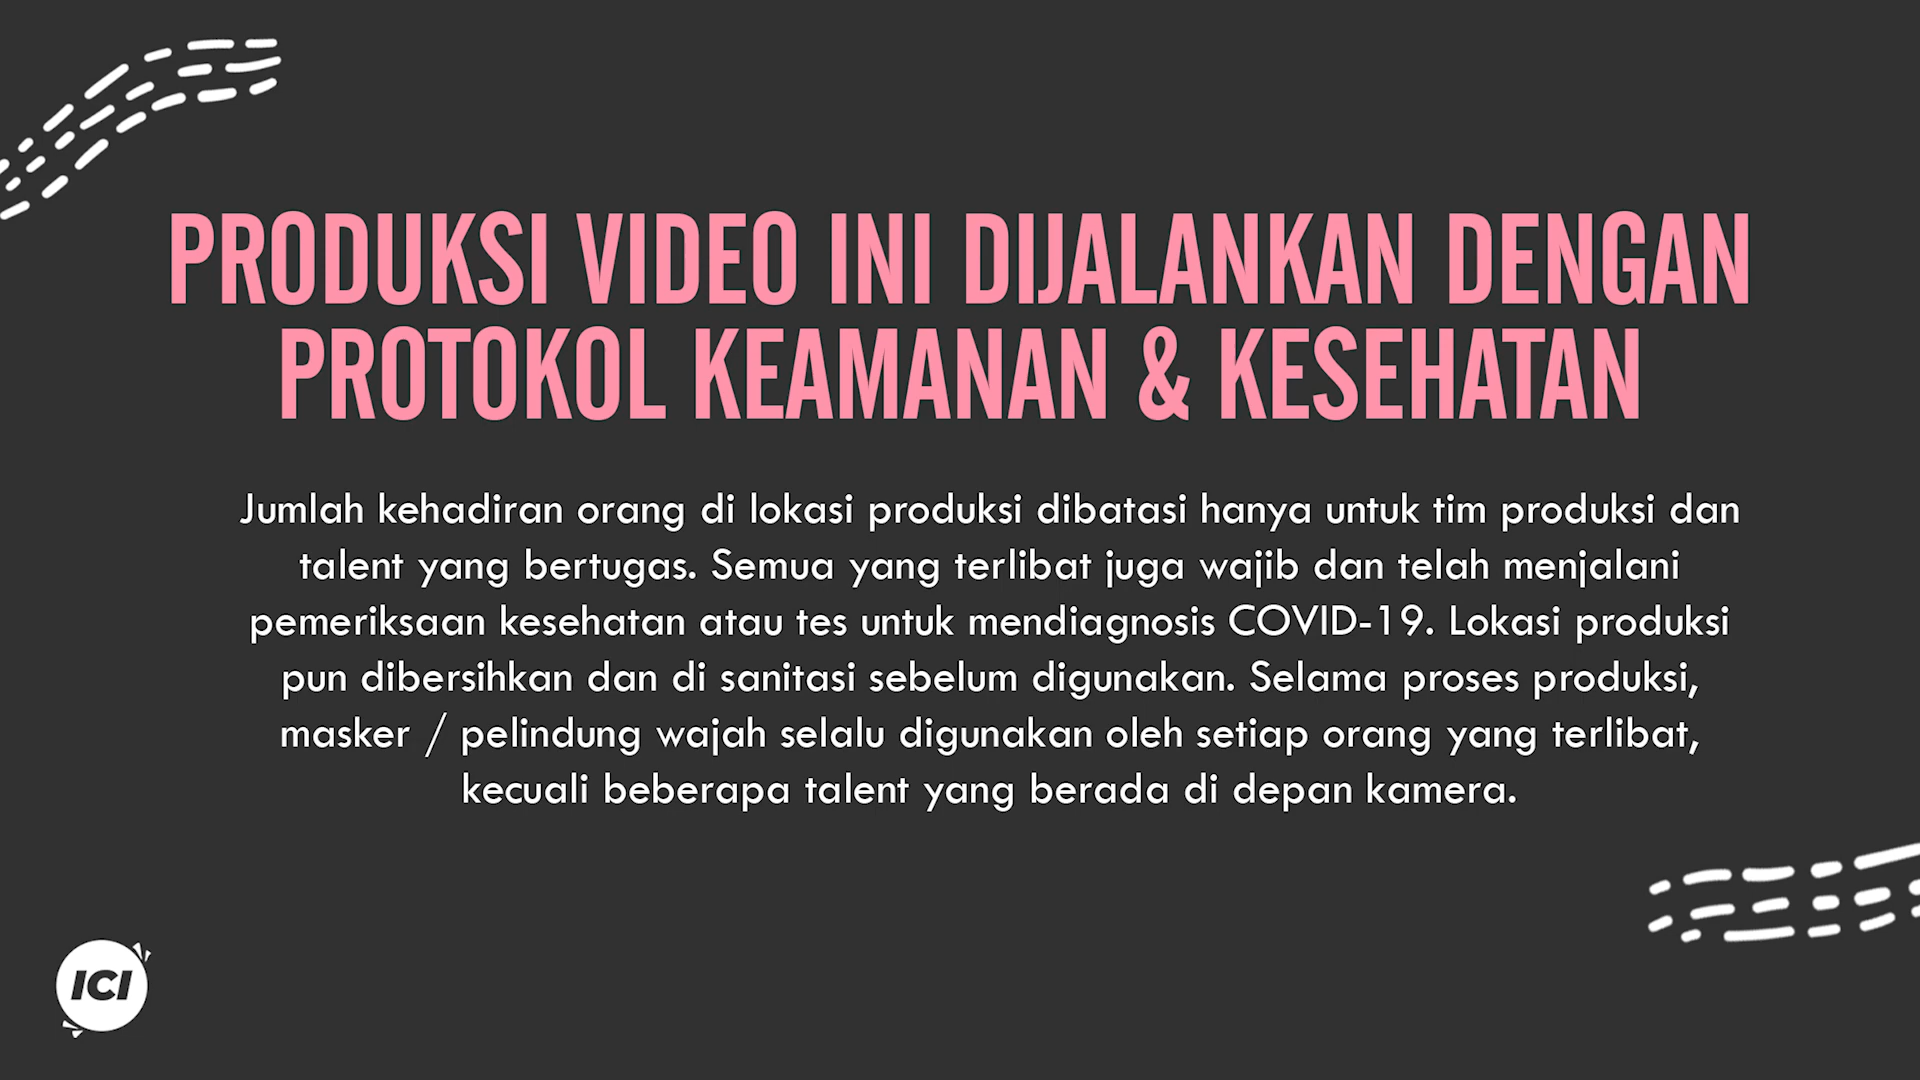 PRODUKSI VIDEO INI DIJALANKAN DENGAN
PROTOKOL KEAMANAN & KESEHATAN
Jumlah kehadiran orang di lokasi produksi dibatasi hanya untuk tim produksi dan
talent yang bertugas. Semua yang terlibat juga wajib dan telah menjalani
pemeriksaan kesehatan atau tes untuk mendiagnosis COVID-19. Lokasi produksi
pun dibersihkan dan di sanitasi sebelum digunakan. Selama proses produksi,
masker / pelindung wajah selalu digunakan oleh setiap orang yang terlibat,
kecuali beberapa talent yang berada di depan kamera.
ICI